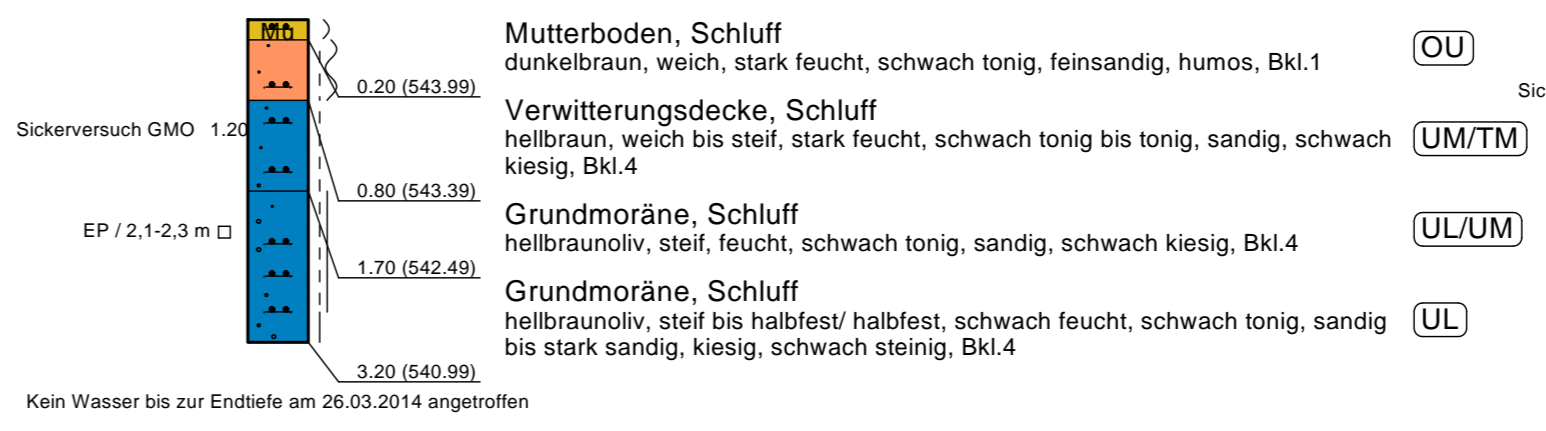 Mu
Mutterboden, Schluff
dunkelbraun, weich, stark feucht, schwach tonig, feinsandig, humos, Bkl.1
OU
0.20 (543.99)
Sic
Verwitterungsdecke, Schluff
hellbraun, weich bis steif, stark feucht, schwach tonig bis tonig, sandig, schwach
kiesig, Bkl.4
UM/TM
Sickerversuch GMO 1.20
0.80 (543.39)
Grundmoräne, Schluff
hellbraunoliv, steif, feucht, schwach tonig, sandig, schwach kiesig, Bkl.4
UL/UM
EP / 2,1-2,3 m
1.70 (542.49)
Grundmoräne, Schluff
hellbraunoliv, steif bis halbfest/ halbfest, schwach feucht, schwach tonig, sandig
bis stark sandig, kiesig, schwach steinig, Bkl.4
UL
3.20 (540.99)
Kein Wasser bis zur Endtiefe am 26.03.2014 angetroffen